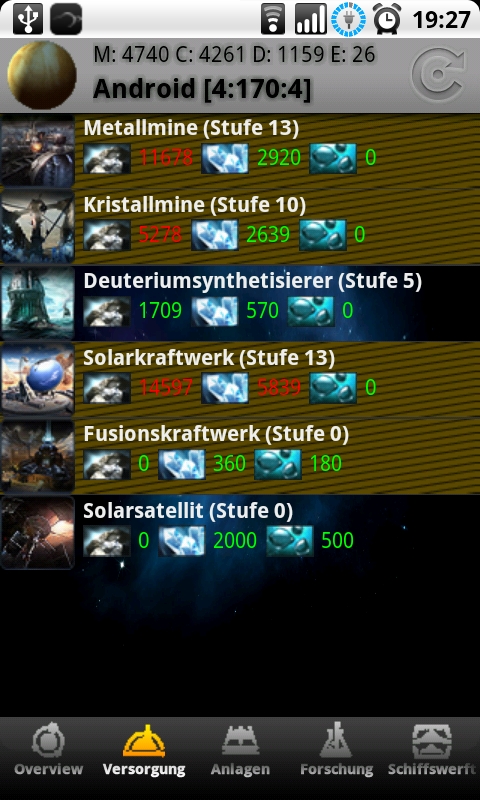 19:27
M: 4740 C: 4261 D: 1159 E: 26
Android [4:170:4]
Metallmine (Stufe 13)
11678 2920 0
Kristallmine (Stufe 10)
5278 2639 0
Deuteriumsynthetisierer (Stufe 5)
1709 570 0
Solarkraftwerk (Stufe 13)
14597 5839 0
Fusionskraftwerk (Stufe 0)
0 360 180
Solarsatellit (Stufe 0)
0 2000 500
Overview Versorgung Anlagen Forschung Schiffswerft